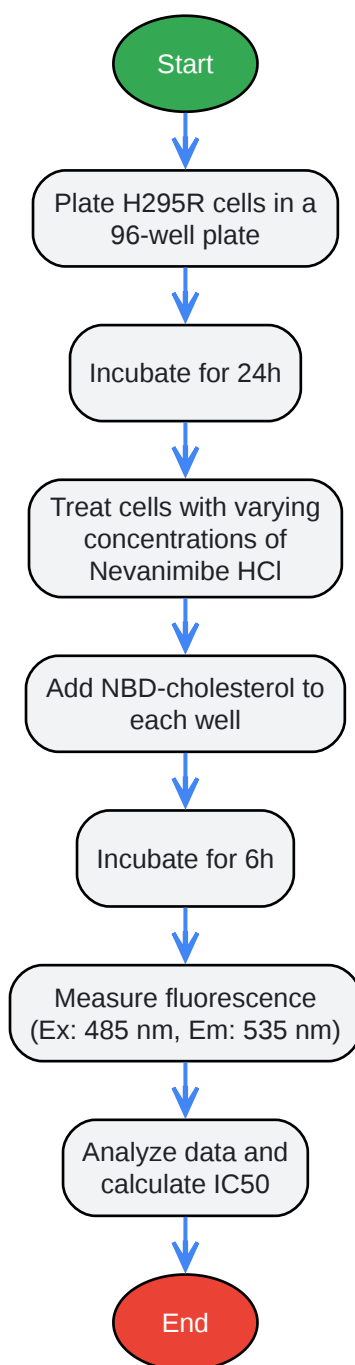 Start
Plate H295R cells in a
96-well plate
Incubate for 24h
Treat cells with varying
concentrations of
Nevanimibe HCl
Add NBD-cholesterol to
each well
Incubate for 6h
Measure fluorescence
(Ex: 485 nm, Em: 535 nm)
Analyze data and
calculate IC50
End